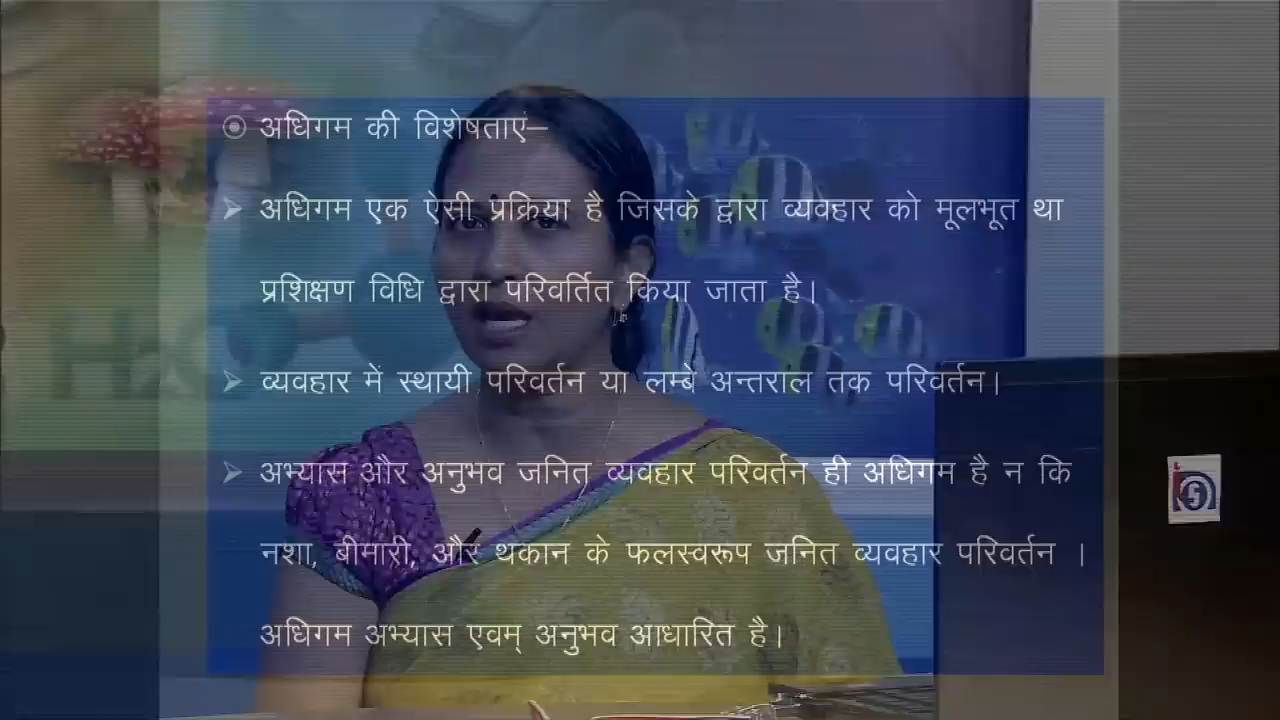 अधिगम की विशेषताएं–
अधिगम एक ऐसी प्रक्रिया है जिसके द्वारा व्यवहार को मूलभूत था
प्रशिक्षण विधि द्वारा परिवर्तित किया जाता है।
व्यवहार में स्थायी परिवर्तन या लम्बे अन्तराल तक परिवर्तन।
अभ्यास और अनुभव जनित व्यवहार परिवर्तन ही अधिगम है न कि
नशा, बीमारी, और थकान के फलस्वरूप जनित व्यवहार परिवर्तन ।
अधिगम अभ्यास एवम् अनुभव आधारित है।